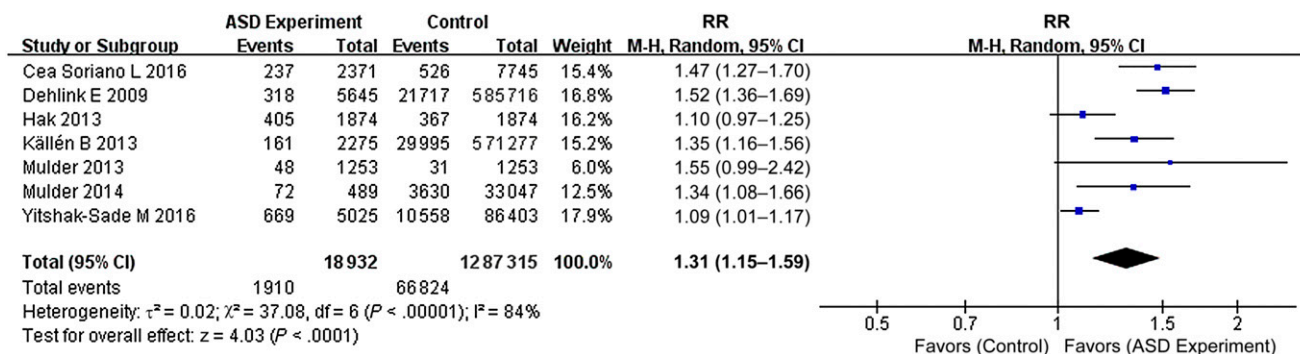 ASD Experiment Control RR RR
Study or Subgroup Events Total Events Total Weight M-H, Random, 95% CI M-H, Random, 95% CI
Cea Soriano L 2016 237 2371 526 7745 15.4% 1.47 (1.27–1.70)
Dehlink E 2009 318 5645 21717 585716 16.8% 1.52 (1.36–1.69)
Hak 2013 405 1874 367 1874 16.2% 1.10 (0.97–1.25)
Källén B 2013 161 2275 29995 571277 15.2% 1.35 (1.16–1.56)
Mulder 2013 48 1253 31 1253 6.0% 1.55 (0.99–2.42)
Mulder 2014 72 489 3630 33047 12.5% 1.34 (1.08–1.66)
Yitshak-Sade M 2016 669 5025 10558 86403 17.9% 1.09 (1.01–1.17)
Total (95% CI) 18932 1287315 100.0% 1.31 (1.15–1.59)
Total events 1910 66824
Heterogeneity: τ² = 0.02; χ² = 37.08, df = 6 (P < .00001); I² = 84%
Test for overall effect: z = 4.03 (P < .0001)
0.5 0.7 1 1.5 2
Favors (Control) Favors (ASD Experiment)